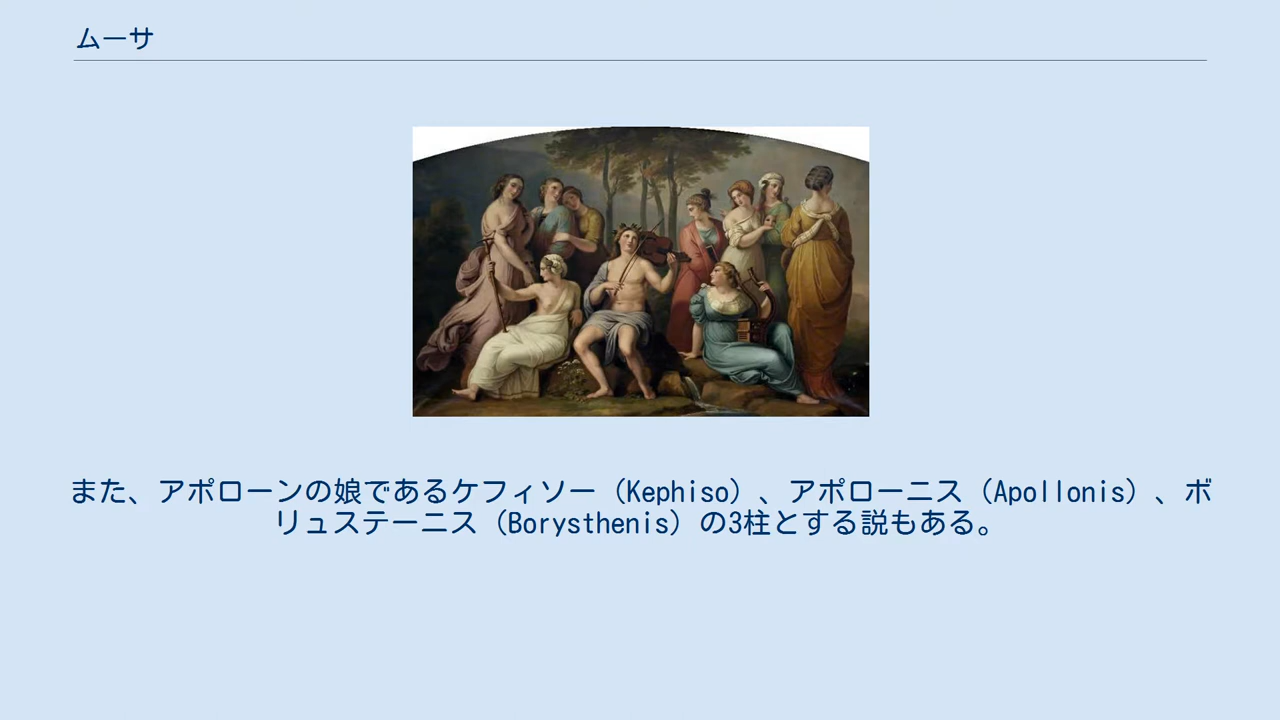 ムーサ
また、アポローンの娘であるケフィソー（Kephiso）、アポローニス（Apollonis）、ボ
リュステーニス（Borysthenis）の3柱とする説もある。